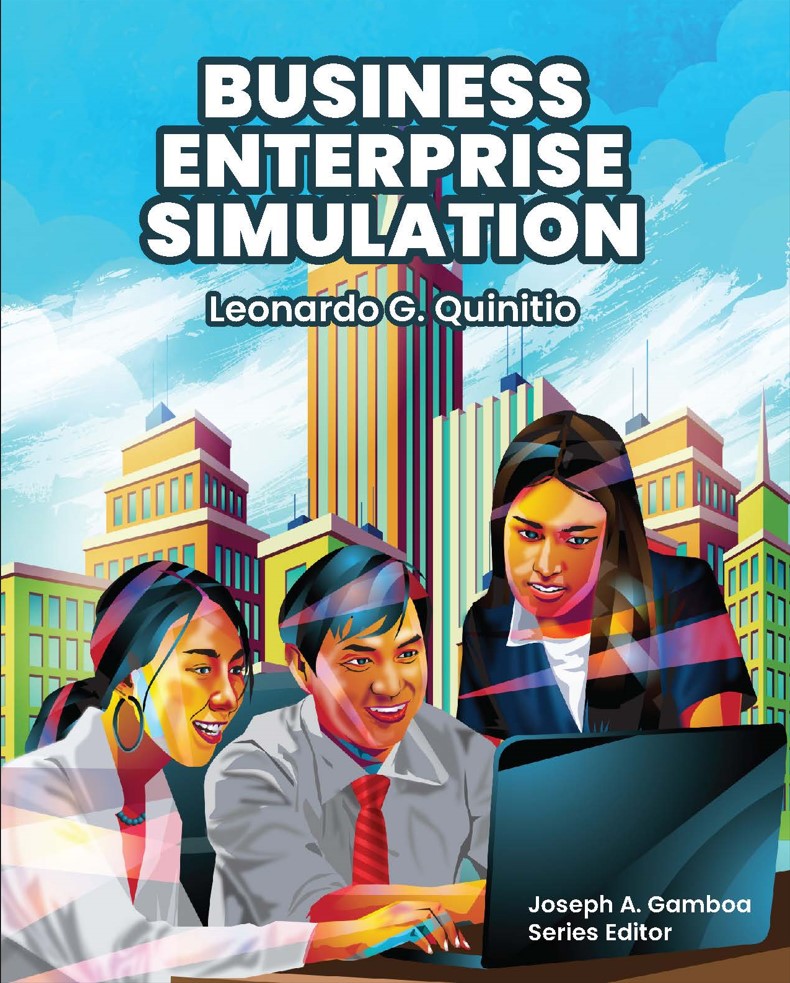 BUSINESS
ENTERPRISE
SIMULATION
Leonardo G. Quinitio
Joseph A. Gamboa
Series Editor